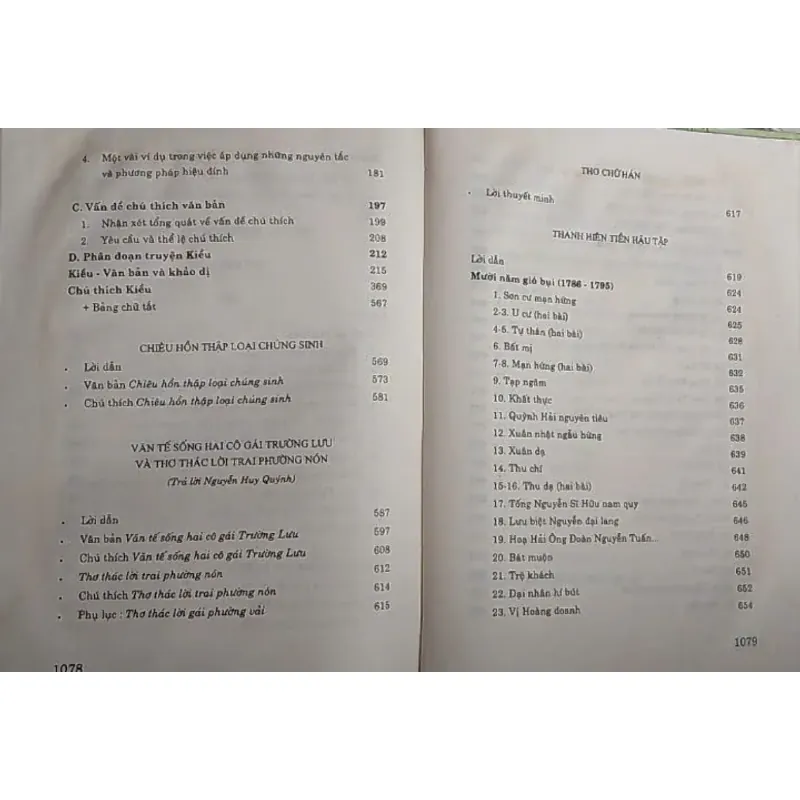 4. Một vài ví dụ trong việc áp dụng những nguyên tắc
và phương pháp hiệu đính 181
C. Vấn đề chú thích văn bản 197
1. Nhận xét tổng quát về vấn đề chú thích 199
2. Yêu cầu và thể lệ chú thích 208
D. Phân đoạn truyện Kiều 212
Kiều - Văn bản và khảo dị 215
Chú thích Kiều 369
+ Bảng chữ tắt 567
CHIÊU HỒN THẬP LOẠI CHÚNG SINH
. Lời dẫn 569
. Văn bản Chiêu hồn thập loại chúng sinh 573
. Chú thích Chiêu hồn thập loại chúng sinh 581
VĂN TẾ SỐNG HAI CÔ GÁI TRƯỜNG LƯU
VÀ THƠ THÁC LỜI TRAI PHƯỜNG NÓN
(Trả lời Nguyễn Huy Quýnh)
. Lời dẫn 587
. Văn bản Văn tế sống hai cô gái Trường Lưu 597
. Chú thích Văn tế sống hai cô gái Trường Lưu 608
. Thơ thác lời trai phường nón 612
. Chú thích Thơ thác lời trai phường nón 614
. Phụ lục : Thơ thác lời gái phường vải 615
1078
THƠ CHỮ HÁN
. Lời thuyết minh 617
THANH HIÊN TIỀN HẬU TẬP
Lời dẫn 619
Mười năm gió bụi (1786 - 1795) 624
1. Sơn cư mạn hứng 624
2-3. U cư (hai bài) 625
4-5. Tự thán (hai bài) 628
6. Bất mị 631
7-8. Mạn hứng (hai bài) 632
9. Tạp ngâm 635
10. Khất thực 636
11. Quỳnh Hải nguyên tiêu 637
12. Xuân nhật ngẫu hứng 638
13. Xuân dạ 639
14. Thu chí 641
15-16. Thu dạ (hai bài) 642
17. Tống Nguyễn Sĩ Hữu nam quy 645
18. Lưu biệt Nguyễn đại lang 646
19. Hoạ Hải Ông Đoàn Nguyễn Tuấn... 648
20. Bát muộn 650
21. Trệ khách 651
22. Đại nhân hí bút 652
23. Vị Hoàng doanh 654
1079